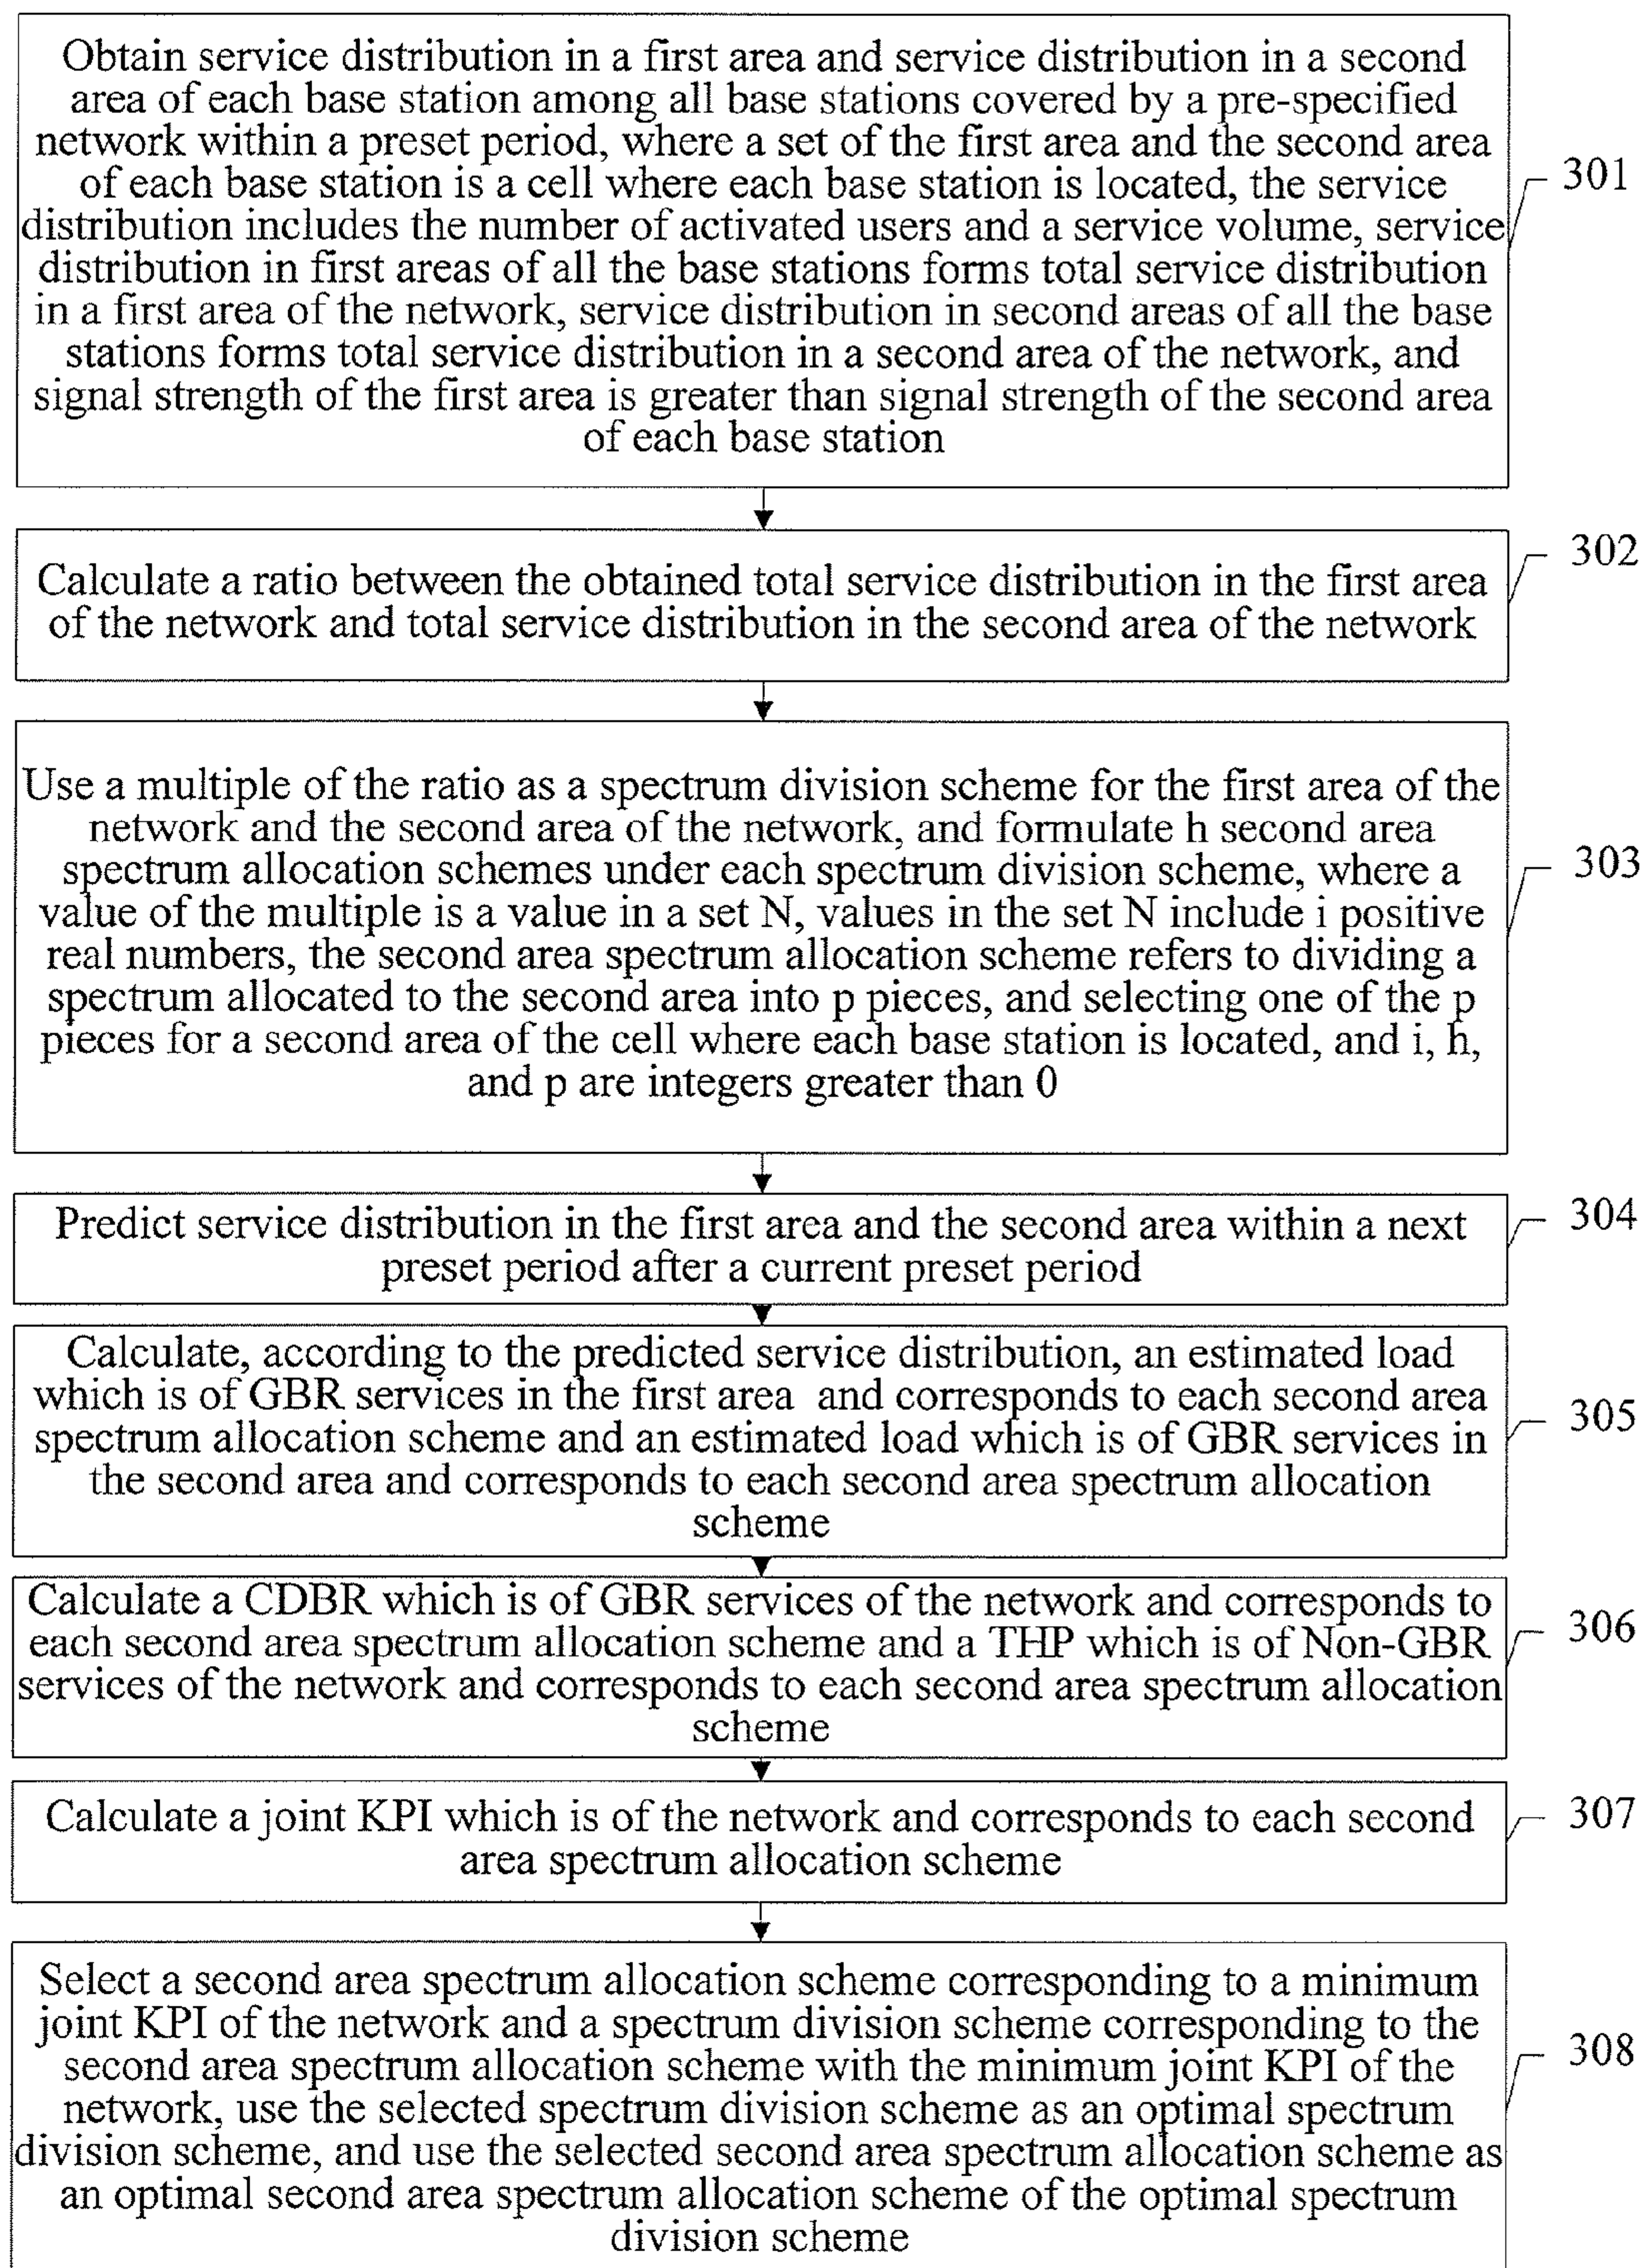 Obtain service distribution in a first area and service distribution in a second
area of each base station among all base stations covered by a pre-specified
network within a preset period, where a set of the first area and the second area
of each base station is a cell where each base station is located, the service
distribution includes the number of activated users and a service volume, service
distribution in first areas of all the base stations forms total service distribution
in a first area of the network, service distribution in second areas of all the base
stations forms total service distribution in a second area of the network, and
signal strength of the first area is greater than signal strength of the second area
of each base station
301
Calculate a ratio between the obtained total service distribution in the first area
of the network and total service distribution in the second area of the network
302
Use a multiple of the ratio as a spectrum division scheme for the first area of the
network and the second area of the network, and formulate h second area
spectrum allocation schemes under each spectrum division scheme, where a
value of the multiple is a value in a set N, values in the set N include i positive
real numbers, the second area spectrum allocation scheme refers to dividing a
spectrum allocated to the second area into p pieces, and selecting one of the p
pieces for a second area of the cell where each base station is located, and i, h,
and p are integers greater than 0
303
Predict service distribution in the first area and the second area within a next
preset period after a current preset period
304
Calculate, according to the predicted service distribution, an estimated load
which is of GBR services in the first area and corresponds to each second area
spectrum allocation scheme and an estimated load which is of GBR services in
the second area and corresponds to each second area spectrum allocation
scheme
305
Calculate a CDBR which is of GBR services of the network and corresponds to
each second area spectrum allocation scheme and a THP which is of Non-GBR
services of the network and corresponds to each second area spectrum allocation
scheme
306
Calculate a joint KPI which is of the network and corresponds to each second
area spectrum allocation scheme
307
Select a second area spectrum allocation scheme corresponding to a minimum
joint KPI of the network and a spectrum division scheme corresponding to the
second area spectrum allocation scheme with the minimum joint KPI of the
network, use the selected spectrum division scheme as an optimal spectrum
division scheme, and use the selected second area spectrum allocation scheme as
an optimal second area spectrum allocation scheme of the optimal spectrum
division scheme
308